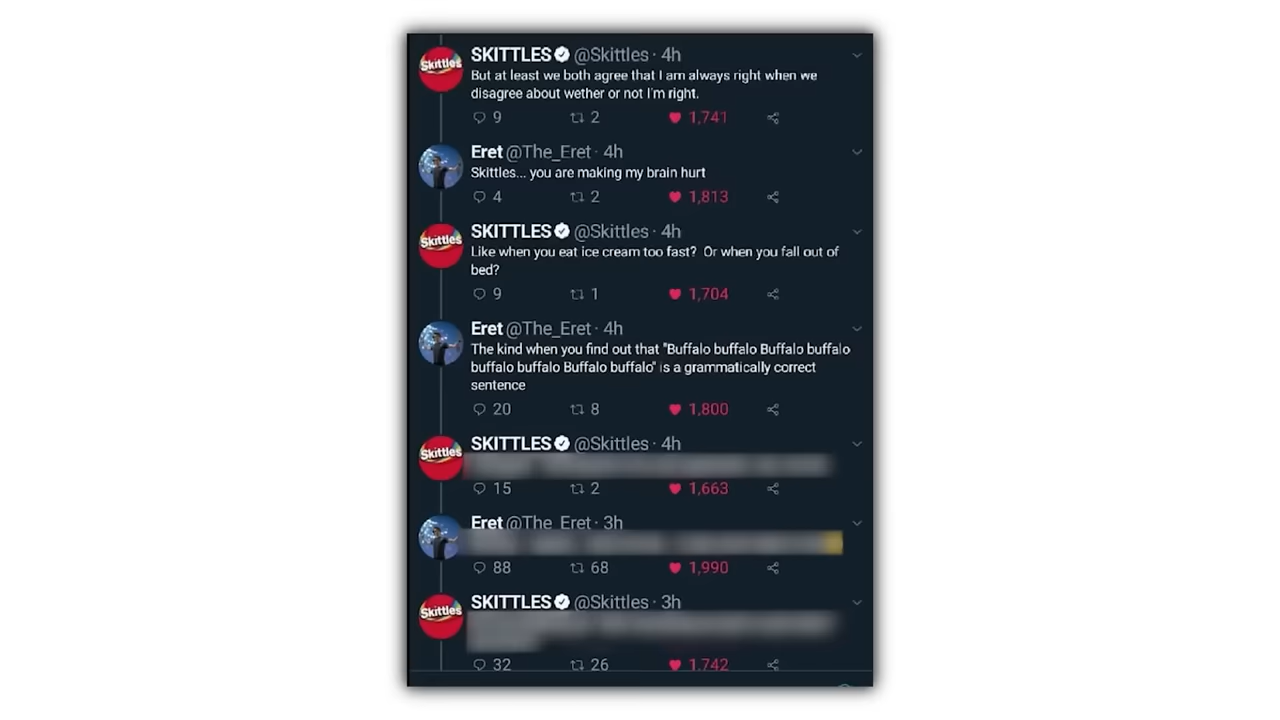 SKITTLES @Skittles · 4h
Skittles
But at least we both agree that I am always right when we
disagree about wether or not I'm right.
9 2 1,741
Eret @The_Eret · 4h
Skittles... you are making my brain hurt
4 2 1,813
SKITTLES @Skittles · 4h
Skittles
Like when you eat ice cream too fast? Or when you fall out of
bed?
9 1 1,704
Eret @The_Eret · 4h
The kind when you find out that "Buffalo buffalo Buffalo buffalo
buffalo buffalo Buffalo buffalo" is a grammatically correct
sentence
20 8 1,800
SKITTLES @Skittles · 4h
Skittles
15 2 1,663
Eret @The_Eret · 3h
88 68 1,990
SKITTLES @Skittles · 3h
Skittles
32 26 1,742